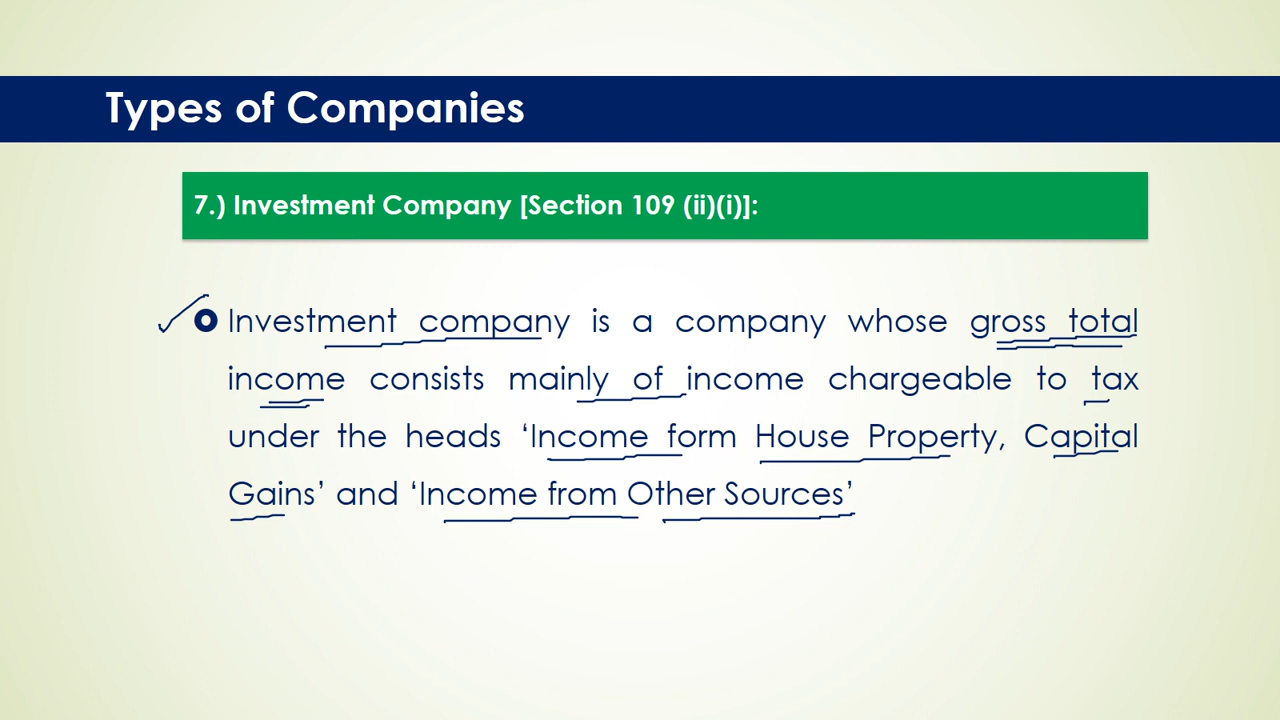 Types of Companies
7.) Investment Company [Section 109 (ii)(i)]:
Investment company is a company whose gross total
income consists mainly of income chargeable to tax
under the heads ‘Income form House Property, Capital
Gains’ and ‘Income from Other Sources’